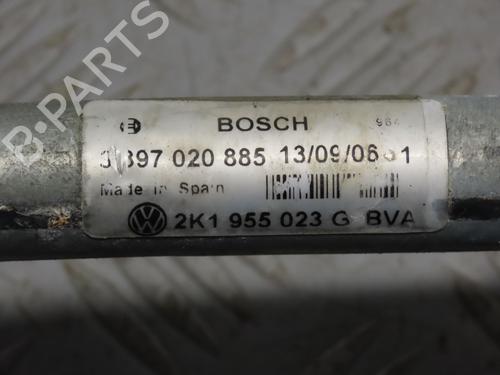 B-PARTS
BOSCH
3 397 020 885 13/09/06
Made in Spain
2K1 955 023 G BVA